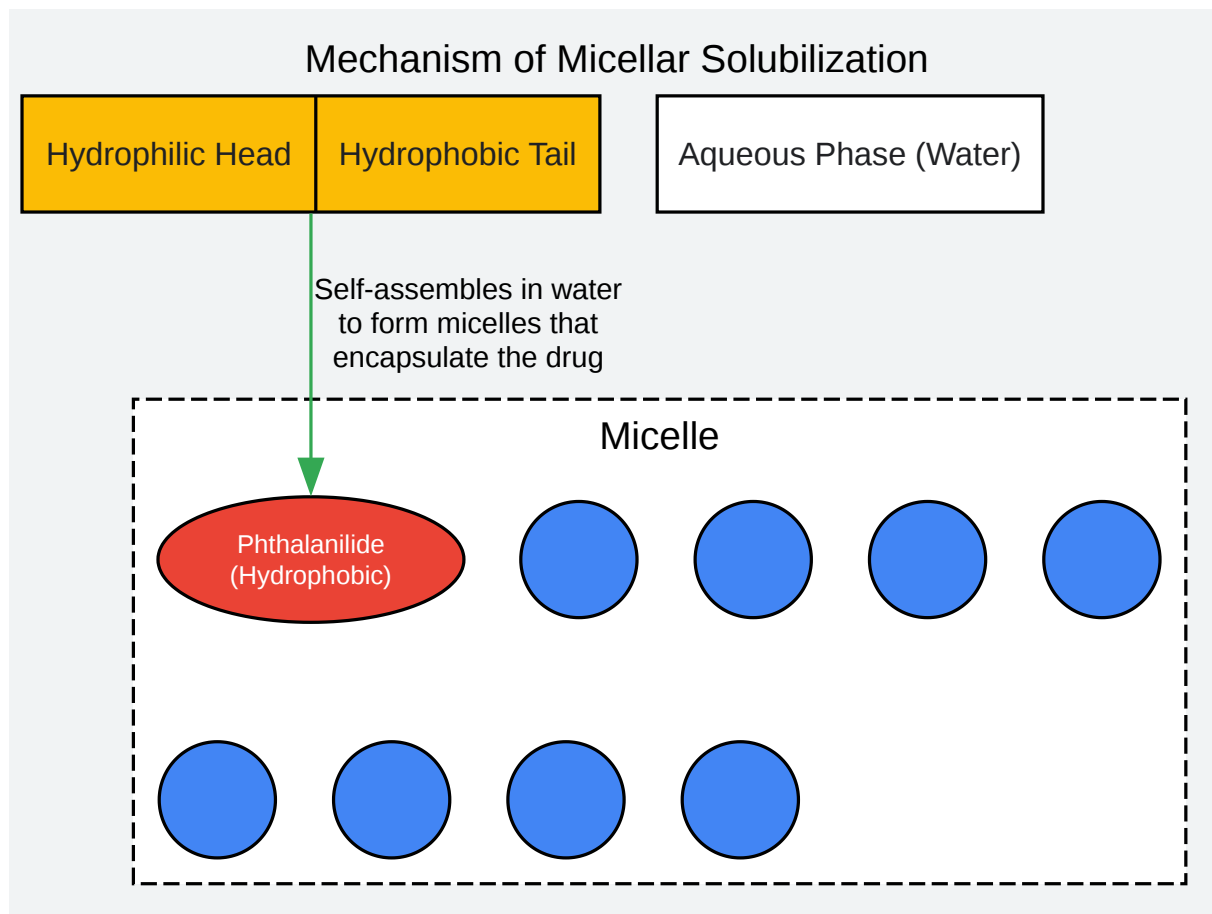 Mechanism of Micellar Solubilization
Hydrophilic Head
Hydrophobic Tail
Aqueous Phase (Water)
Self-assembles in water
to form micelles that
encapsulate the drug
Micelle
Phthalanilide
(Hydrophobic)